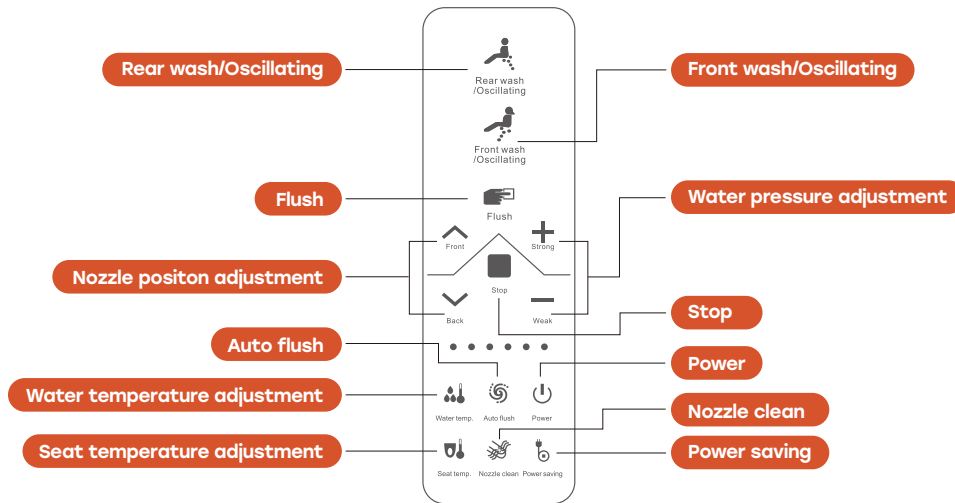 Rear wash/Oscillating
Front wash/Oscillating
Rear wash
/Oscillating
Front wash
/Oscillating
Flush
Flush
Water pressure adjustment
Front
Strong
Nozzle positon adjustment
Stop
Back
Weak
Stop
Auto flush
Power
Water temperature adjustment
Water temp.
Auto flush
Power
Nozzle clean
Seat temperature adjustment
Power saving
Seat temp.
Nozzle clean
Power saving